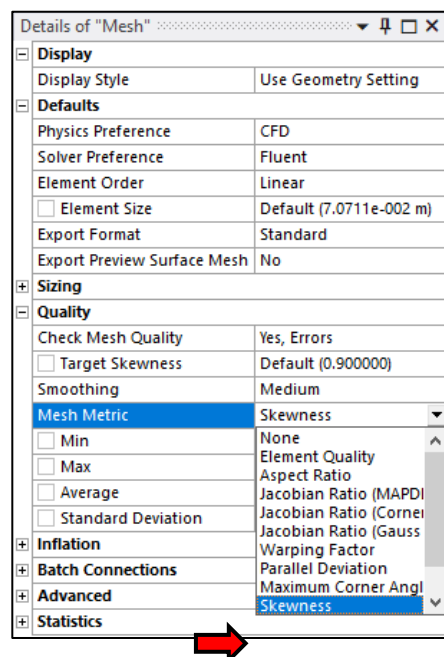 Details of "Mesh"
Display
Display Style Use Geometry Setting
Defaults
Physics Preference CFD
Solver Preference Fluent
Element Order Linear
Element Size Default (7.0711e-002 m)
Export Format Standard
Export Preview Surface Mesh No
Sizing
Quality
Check Mesh Quality Yes, Errors
Target Skewness Default (0.900000)
Smoothing Medium
Mesh Metric Skewness
Min None
Element Quality
Max Aspect Ratio
Jacobian Ratio (MAPDI
Average Jacobian Ratio (Corner
Standard Deviation Jacobian Ratio (Gauss
Inflation Warping Factor
Batch Connections Parallel Deviation
Advanced Maximum Corner Angl
Skewness
Statistics